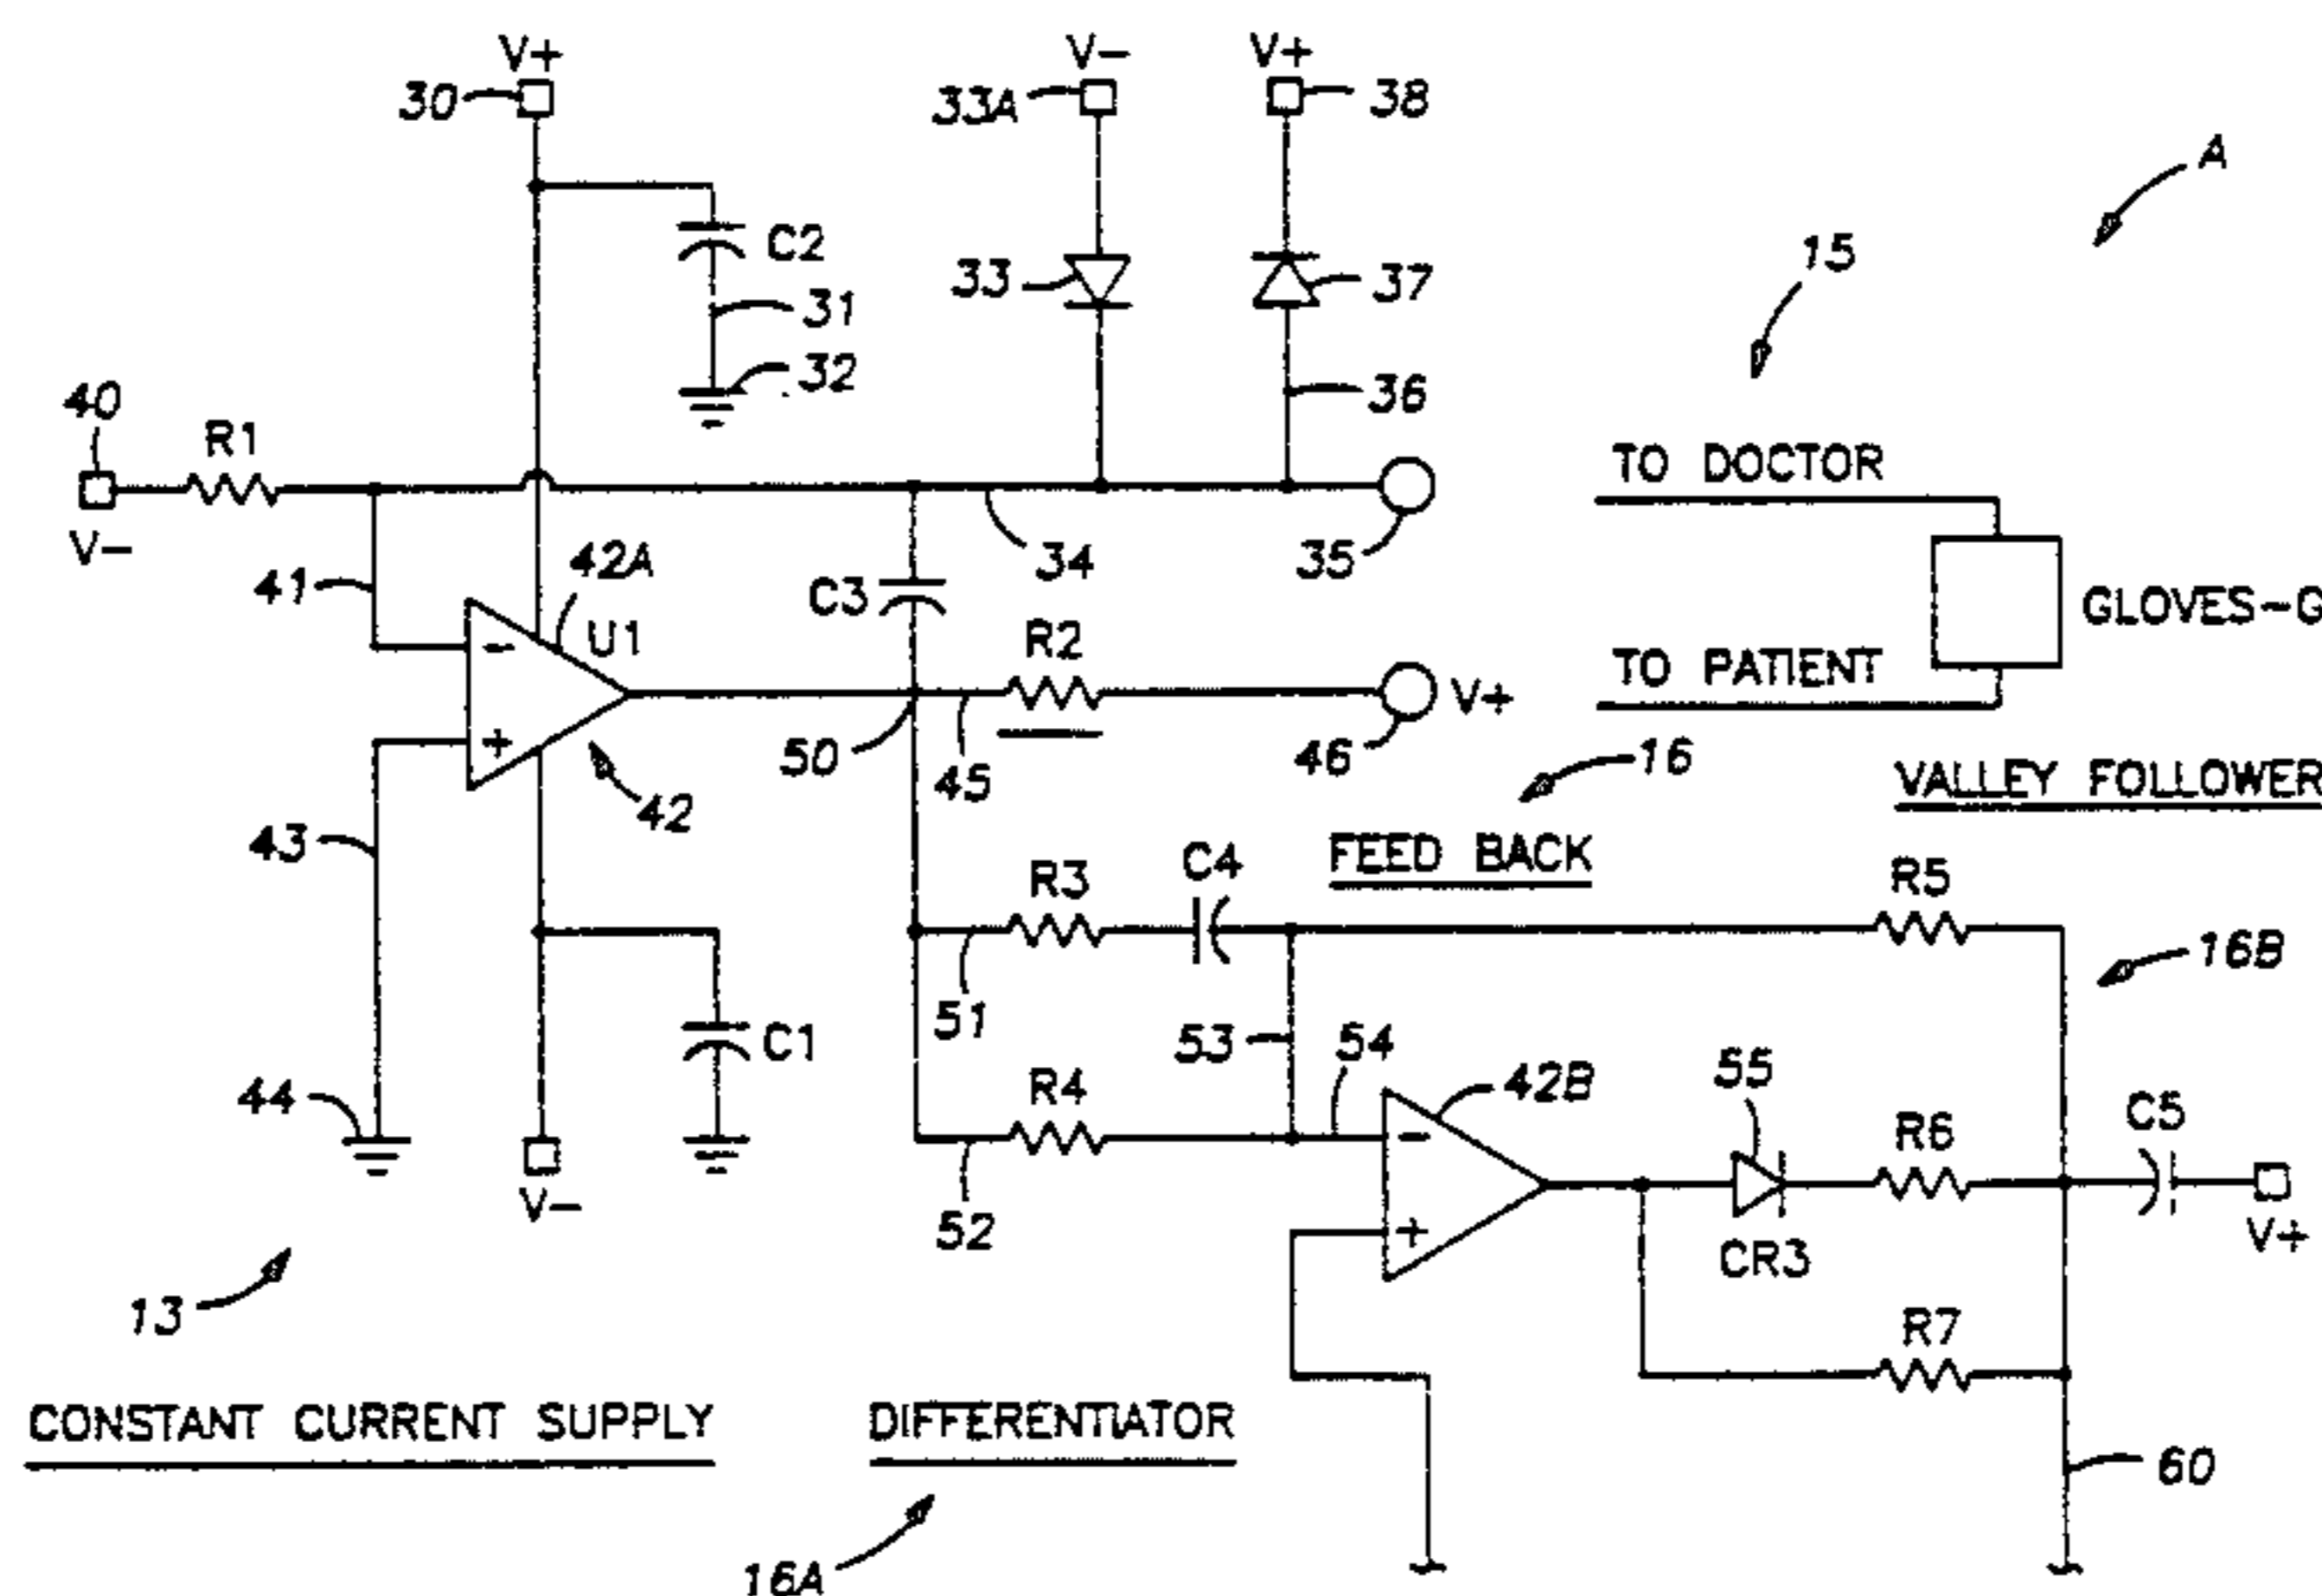 V+
V-
V+
30
33A
38
A
C2
33
37
15
31
32
36
40
R1
TO DOCTOR
V-
42A
34
35
41
C3
U1
R2
GLOVES-G
-
TO PATIENT
V+
+
50
45
46
16
42
VALLEY FOLLOWER
43
FEED BACK
R3
C4
R5
16B
51
C1
53
54
55
44
R4
42B
C5
-
R6
V-
52
+
CR3
V+
13
R7
CONSTANT CURRENT SUPPLY
DIFFERENTIATOR
60
16A